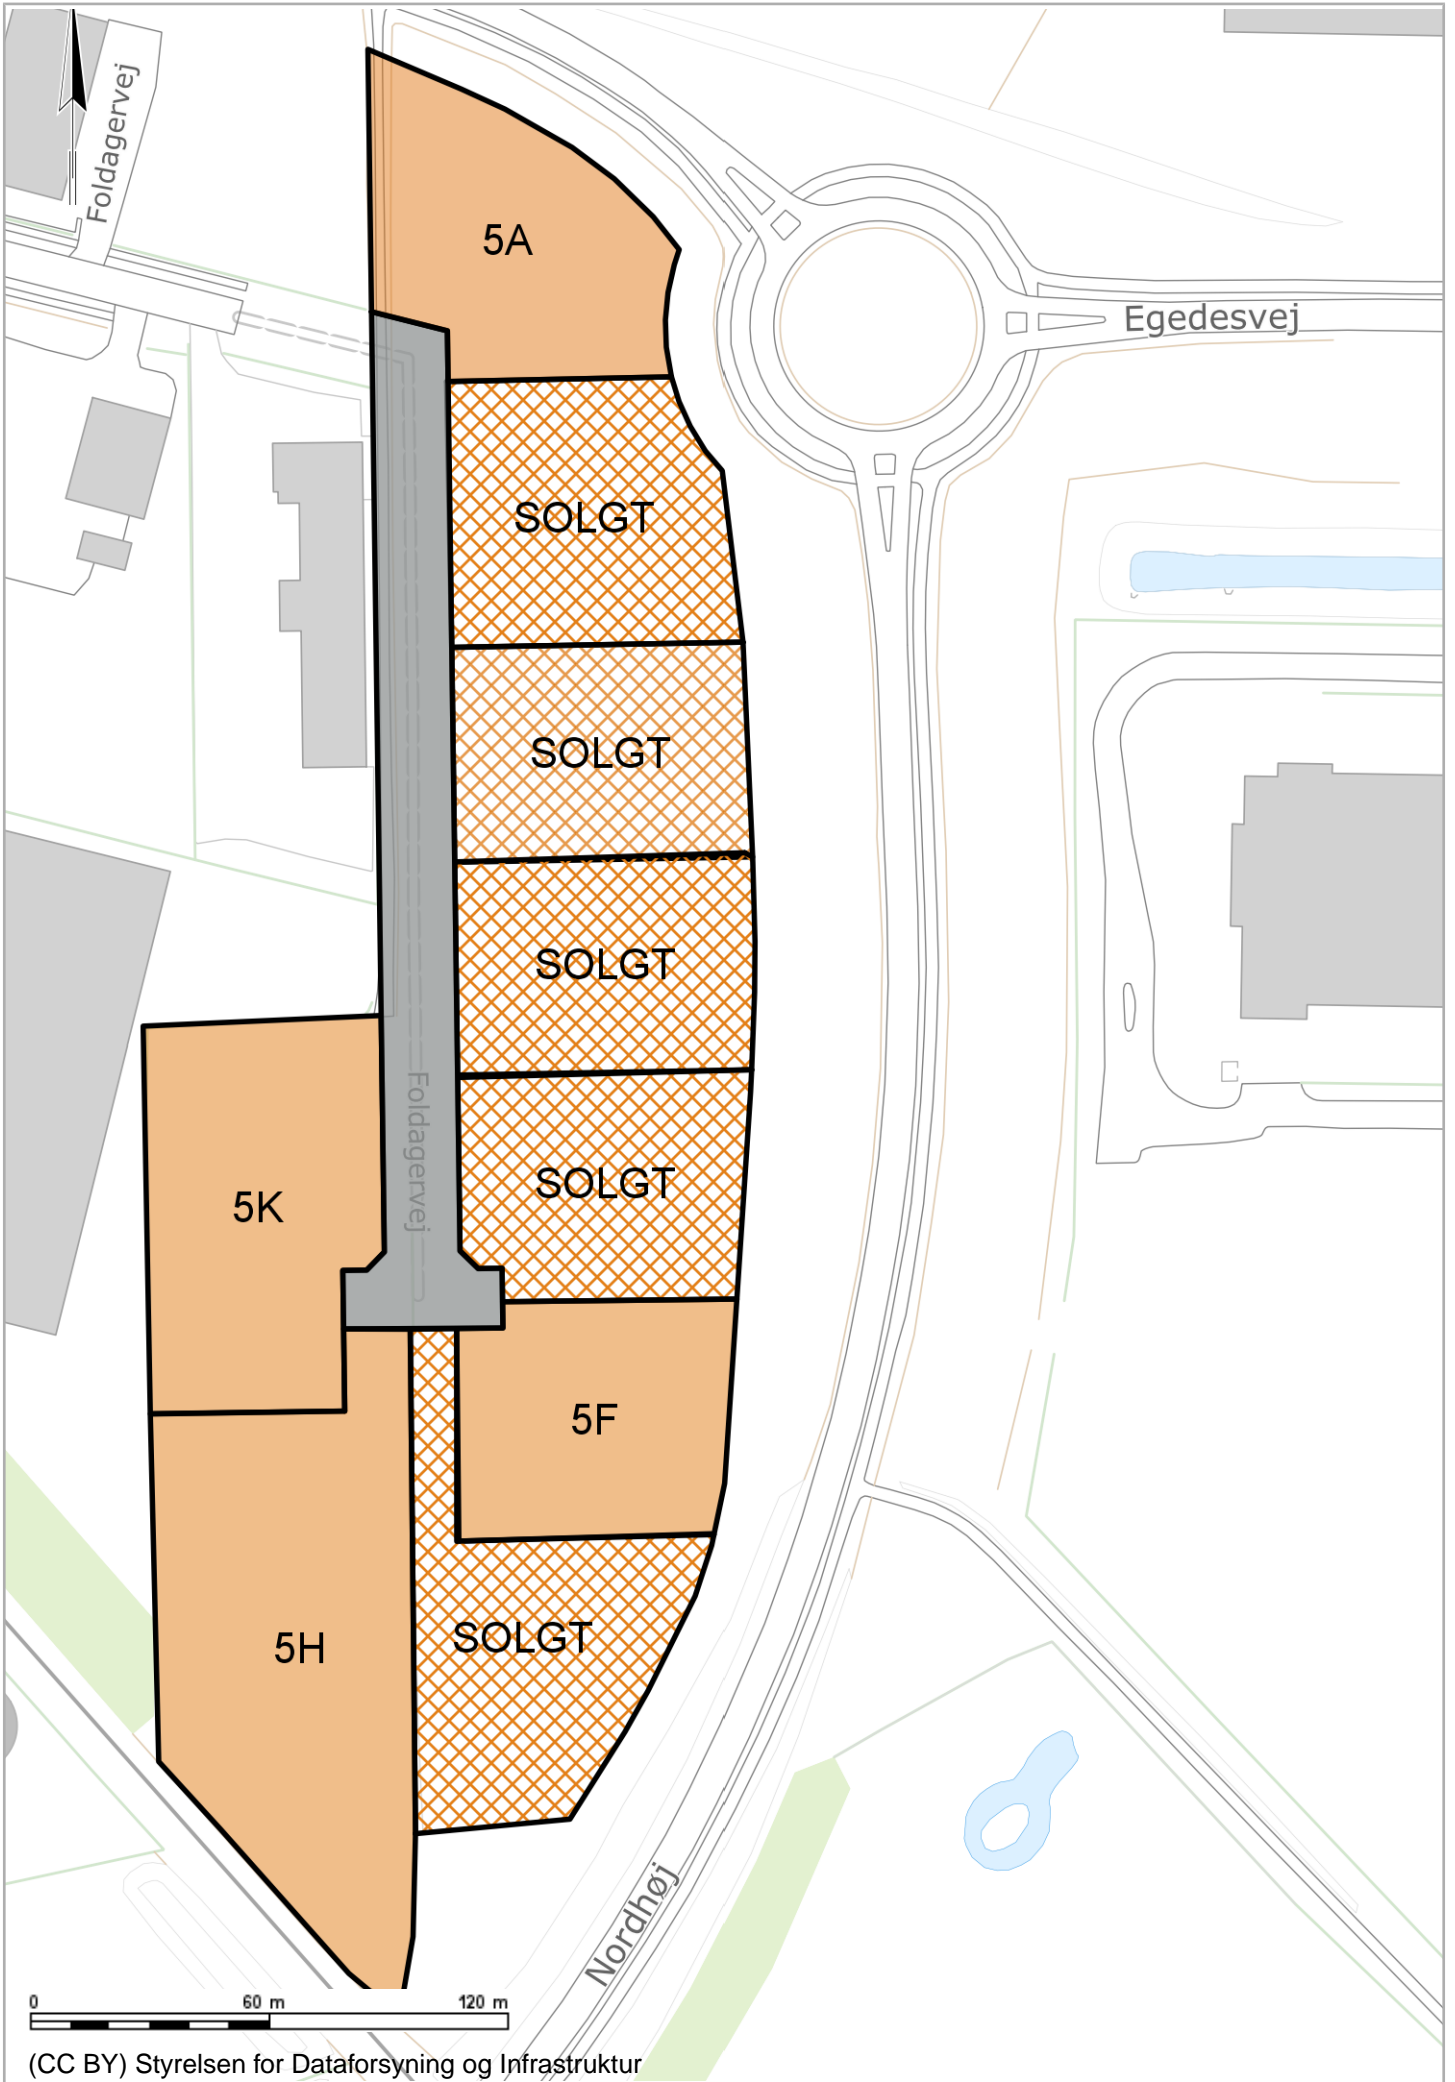 Foldagervej
5A
Egedesvej
SOLGT
SOLGT
SOLGT
Foldagervej
SOLGT
5K
5F
SOLGT
5H
Nordhøj
0 60 m 120 m
(CC BY) Styrelsen for Dataforsyning og Infrastruktur